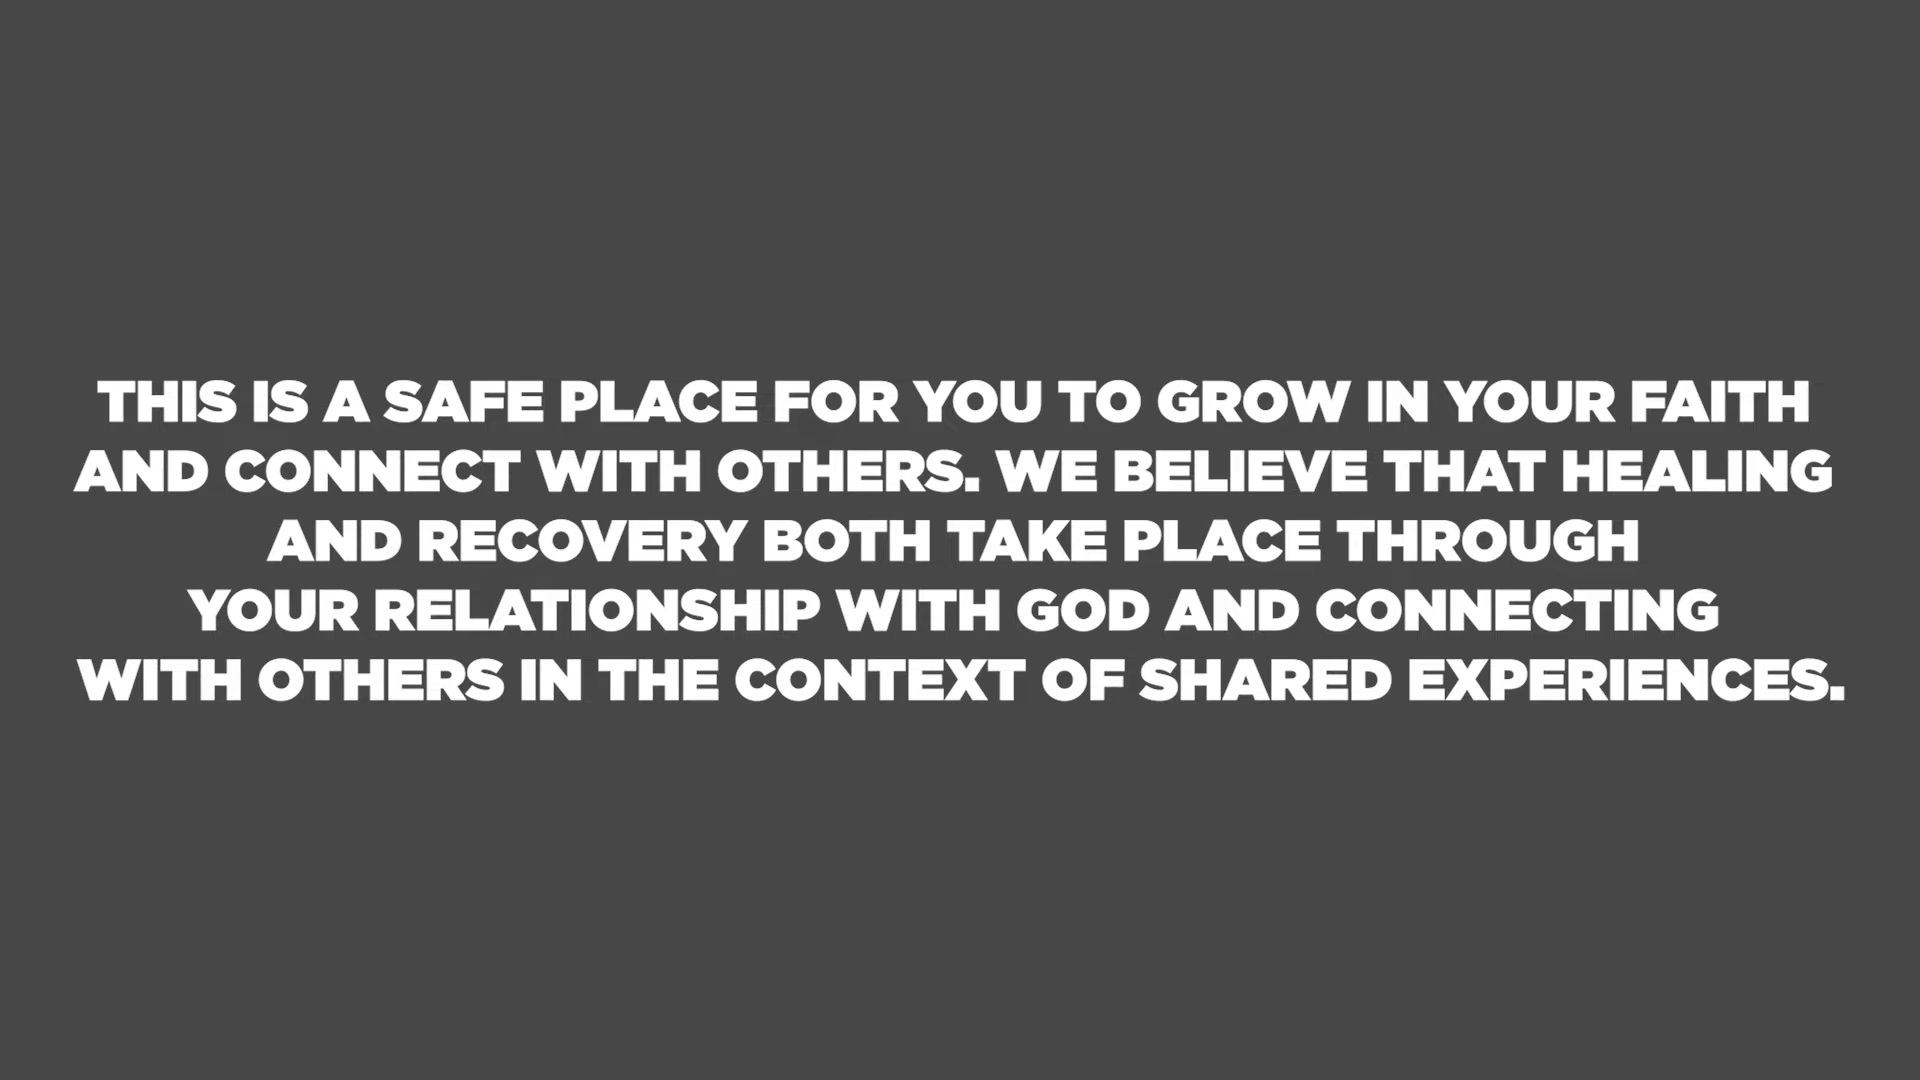 THIS IS A SAFE PLACE FOR YOU TO GROW IN YOUR FAITH
AND CONNECT WITH OTHERS. WE BELIEVE THAT HEALING
AND RECOVERY BOTH TAKE PLACE THROUGH
YOUR RELATIONSHIP WITH GOD AND CONNECTING
WITH OTHERS IN THE CONTEXT OF SHARED EXPERIENCES.